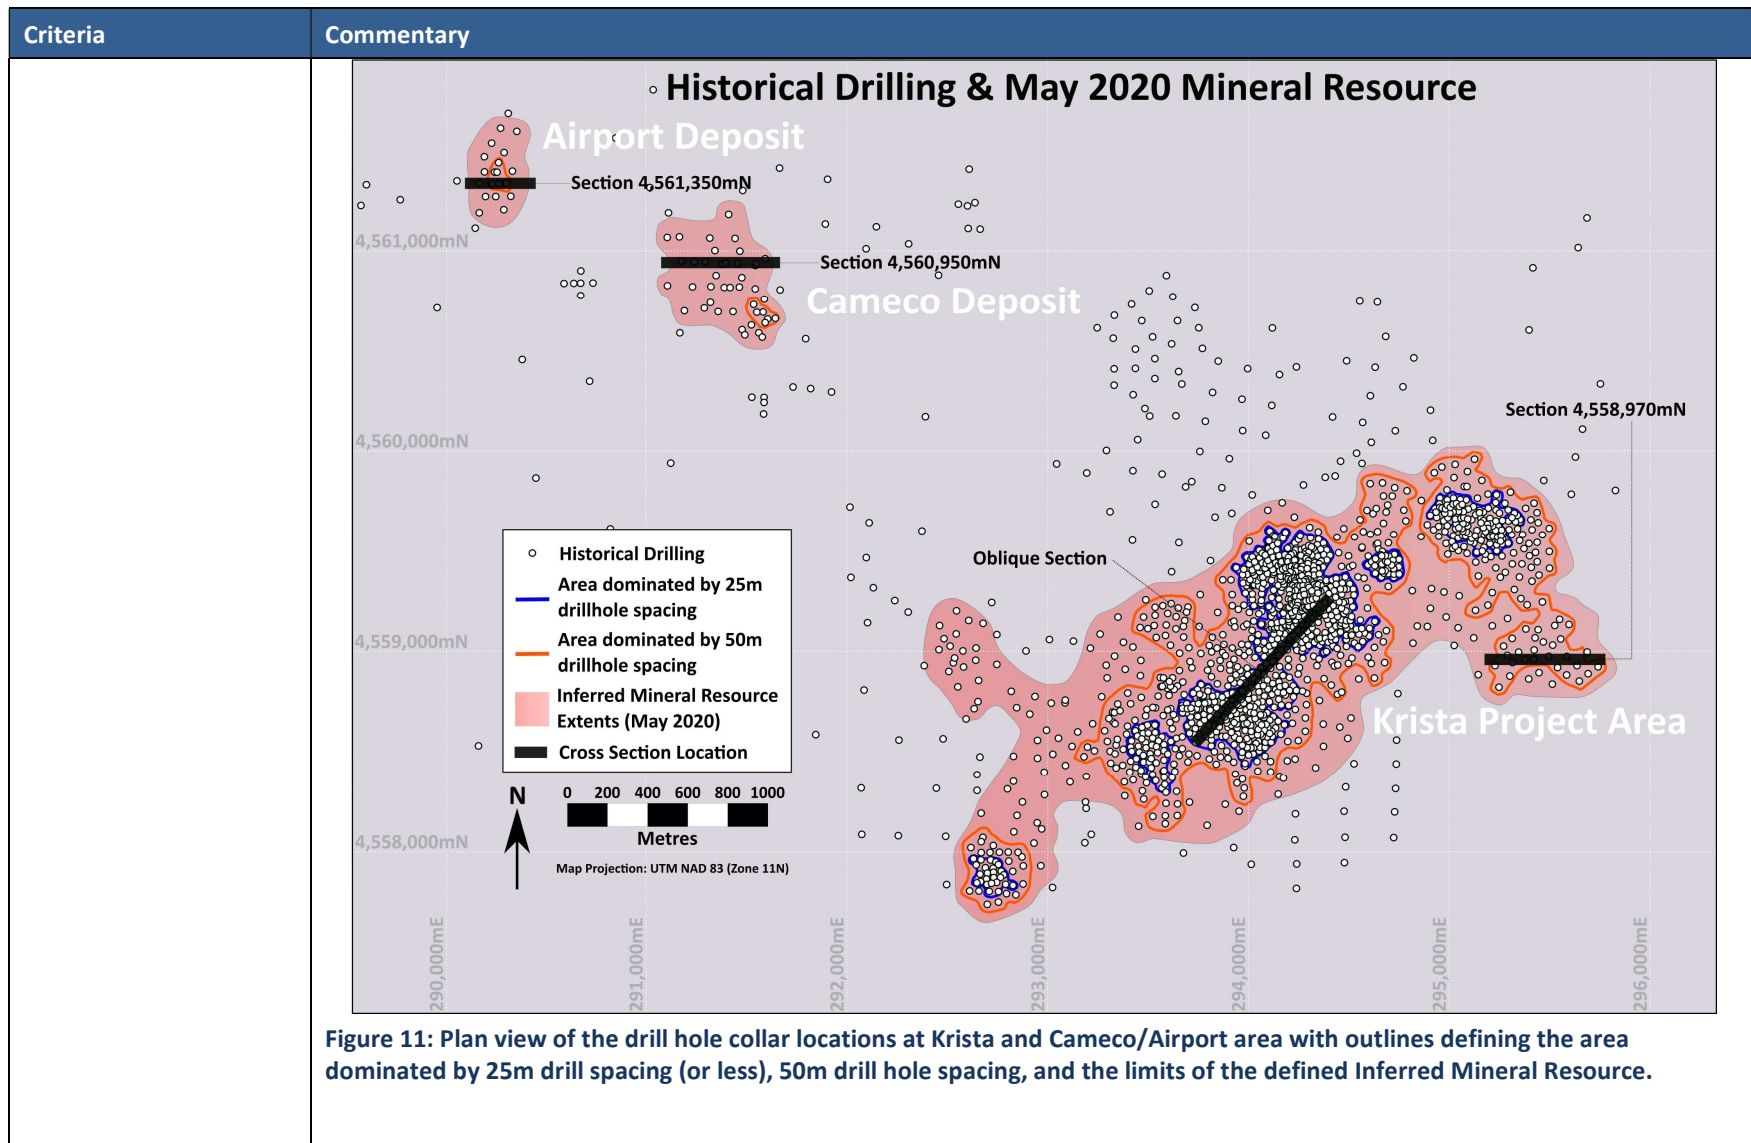 Criteria
Commentary
Historical Drilling & May 2020 Mineral Resource
Airport Deposit
Section 4,561,350mN
4,561,000mN
Section 4,560,950mN
Cameco Deposit
Section 4,558,970mN
4,560,000mN
Oblique Section
Historical Drilling
Area dominated by 25m
drillhole spacing
Area dominated by 50m
drillhole spacing
Inferred Mineral Resource
Extents (May 2020)
Cross Section Location
4,559,000mN
Krista Project Area
N
0 200 400 600 800 1000
Metres
Map Projection: UTM NAD 83 (Zone 11N)
4,558,000mN
290,000mE
291,000mE
292,000mE
293,000mE
294,000mE
295,000mE
296,000mE
Figure 11: Plan view of the drill hole collar locations at Krista and Cameco/Airport area with outlines defining the area
dominated by 25m drill spacing (or less), 50m drill hole spacing, and the limits of the defined Inferred Mineral Resource.